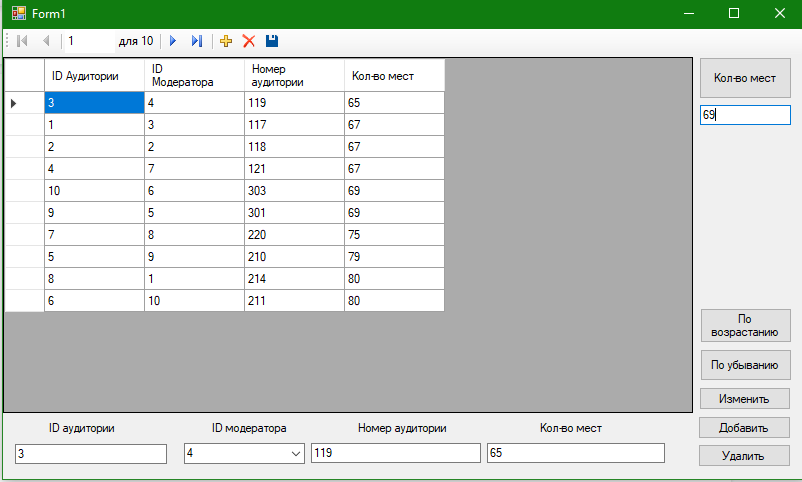 Form1
1 для 10
ID Аудитории ID Модератора Номер аудитории Кол-во мест
3 4 119 65
1 3 117 67
2 2 118 67
4 7 121 67
10 6 303 69
9 5 301 69
7 8 220 75
5 9 210 79
8 1 214 80
6 10 211 80
Кол-во мест
69
По
возрастанию
По убыванию
Изменить
Добавить
Удалить
ID аудитории ID модератора Номер аудитории Кол-во мест
3 4 119 65